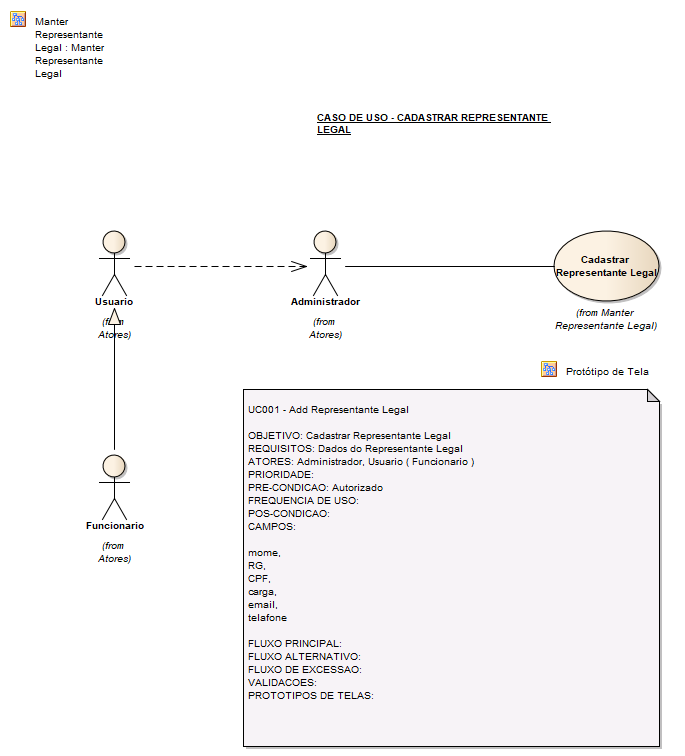 Manter
Representante
Legal : Manter
Representante
Legal
CASO DE USO - CADASTRAR REPRESENTANTE
LEGAL
Usuario
(from
Atores)
Administrador
(from
Atores)
Cadastrar
Representante Legal
(from Manter
Representante Legal)
Protótipo de Tela
UC001 - Add Representante Legal
OBJETIVO: Cadastrar Representante Legal
REQUISITOS: Dados do Representante Legal
ATORES: Administrador, Usuario ( Funcionario )
PRIORIDADE:
PRE-CONDICAO: Autorizado
FREQUENCIA DE USO:
POS-CONDICAO:
CAMPOS:
mome,
RG,
CPF,
carga,
email,
telafone
FLUXO PRINCIPAL:
FLUXO ALTERNATIVO:
FLUXO DE EXCESSAO:
VALIDACOES:
PROTOTIPOS DE TELAS:
Funcionario
(from
Atores)